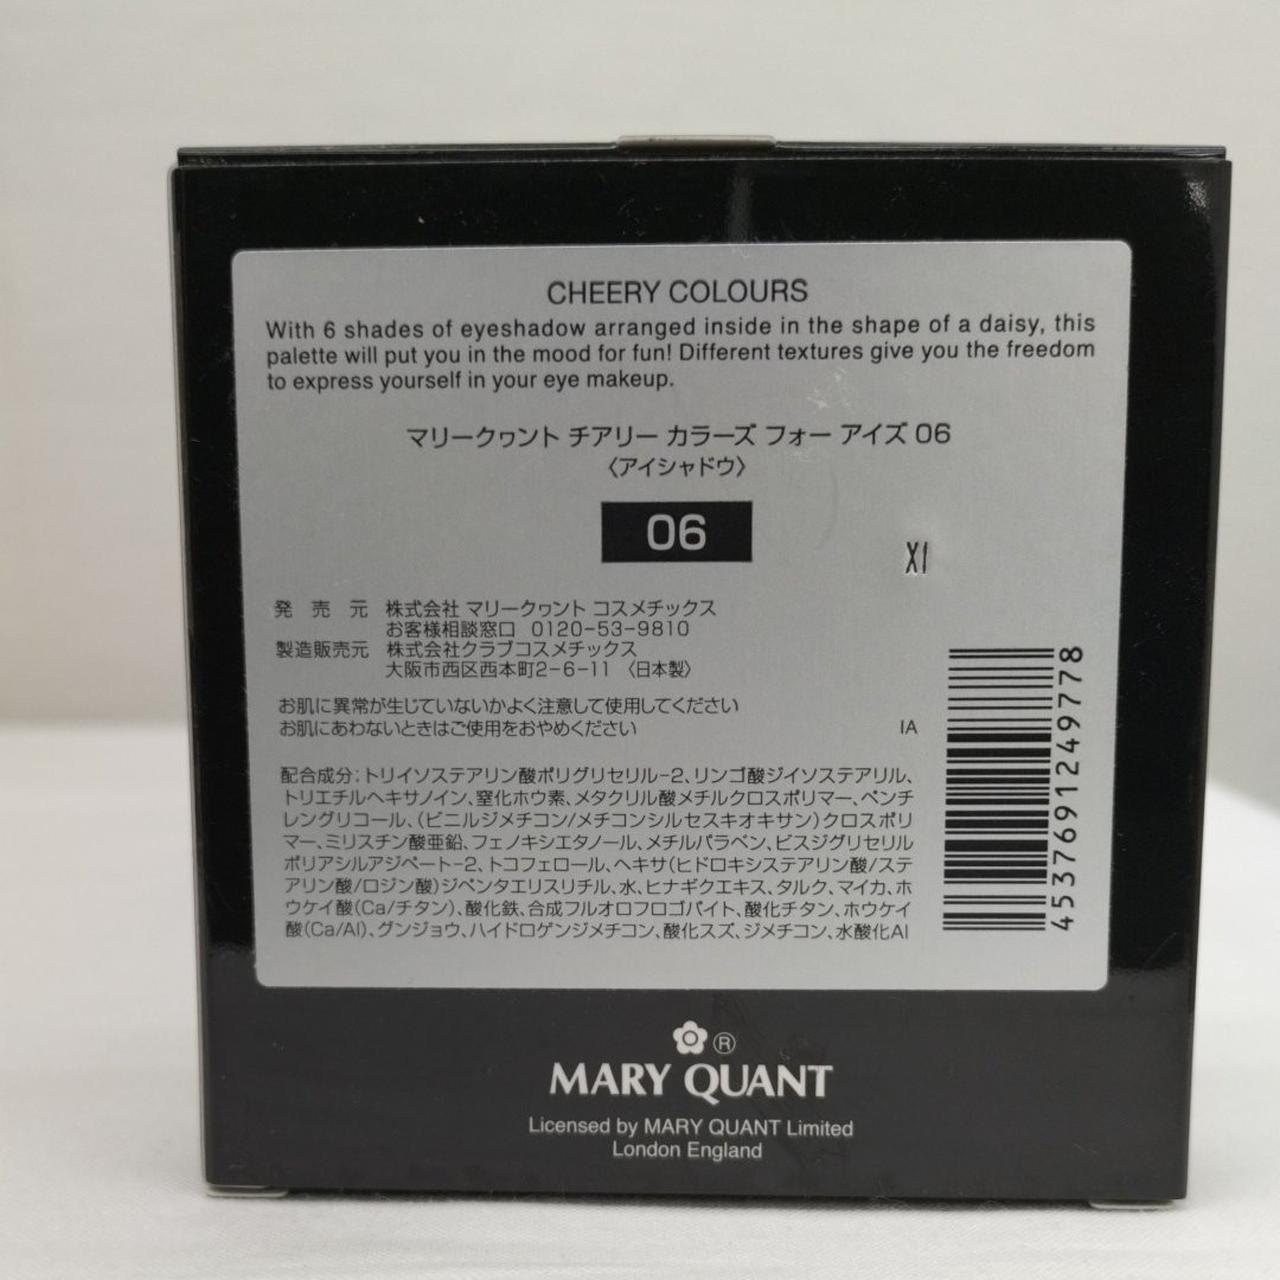 CHEERY COLOURS
With 6 shades of eyeshadow arranged inside in the shape of a daisy, this
palette will put you in the mood for fun! Different textures give you the freedom
to express yourself in your eye makeup.
マリークヮント チアリー カラーズ フォー アイズ 06
〈アイシャドウ〉
06
XI
発売元 株式会社 マリークヮント コスメチックス
お客様相談窓口 0120-53-9810
製造販売元 株式会社クラブコスメチックス
大阪市西区西本町2-6-11 〈日本製〉
お肌に異常が生じていないかよく注意して使用してください
お肌にあわないときはご使用をおやめください
IA
配合成分:トリイソステアリン酸ポリグリセリル-2、リンゴ酸ジイソステアリル、
トリエチルヘキサノイン、窒化ホウ素、メタクリル酸メチルクロスポリマー、ペンチ
レングリコール、(ビニルジメチコン/メチコンシルセスキオキサン)クロスポリ
マー、ミリスチン酸亜鉛、フェノキシエタノール、メチルパラベン、ビスジグリセリル
ポリアシルアジペート-2、トコフェロール、ヘキサ(ヒドロキシステアリン酸/ステ
アリン酸/ロジン酸)ジペンタエリスリチル、水、ヒナギクエキス、タルク、マイカ、ホ
ウケイ酸(Ca/チタン)、酸化鉄、合成フルオロフロゴパイト、酸化チタン、ホウケイ
酸(Ca/Al)、グンジョウ、ハイドロゲンジメチコン、酸化スズ、ジメチコン、水酸化Al
4537691249778
®
MARY QUANT
Licensed by MARY QUANT Limited
London England